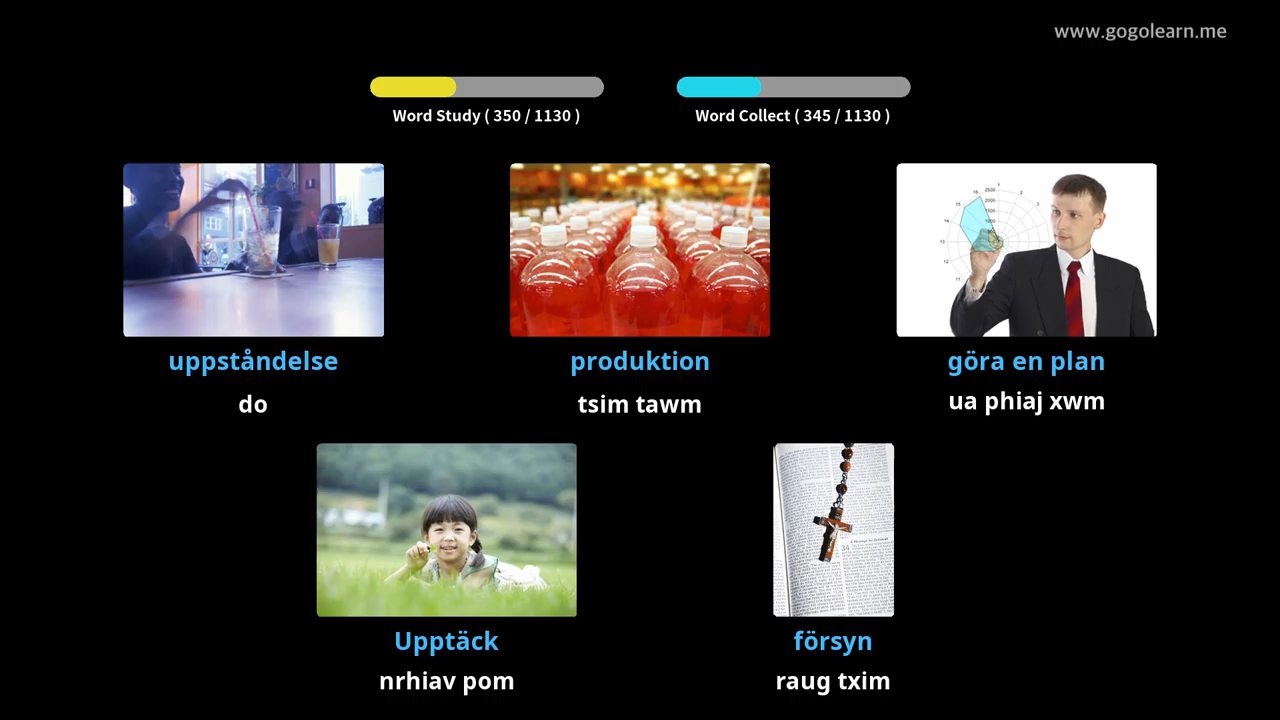 www.gogolearn.me
Word Study ( 350 / 1130 )
Word Collect ( 345 / 1130 )
uppståndelse
do
produktion
tsim tawm
göra en plan
ua phiaj xwm
Upptäck
nrhiav pom
försyn
raug txim